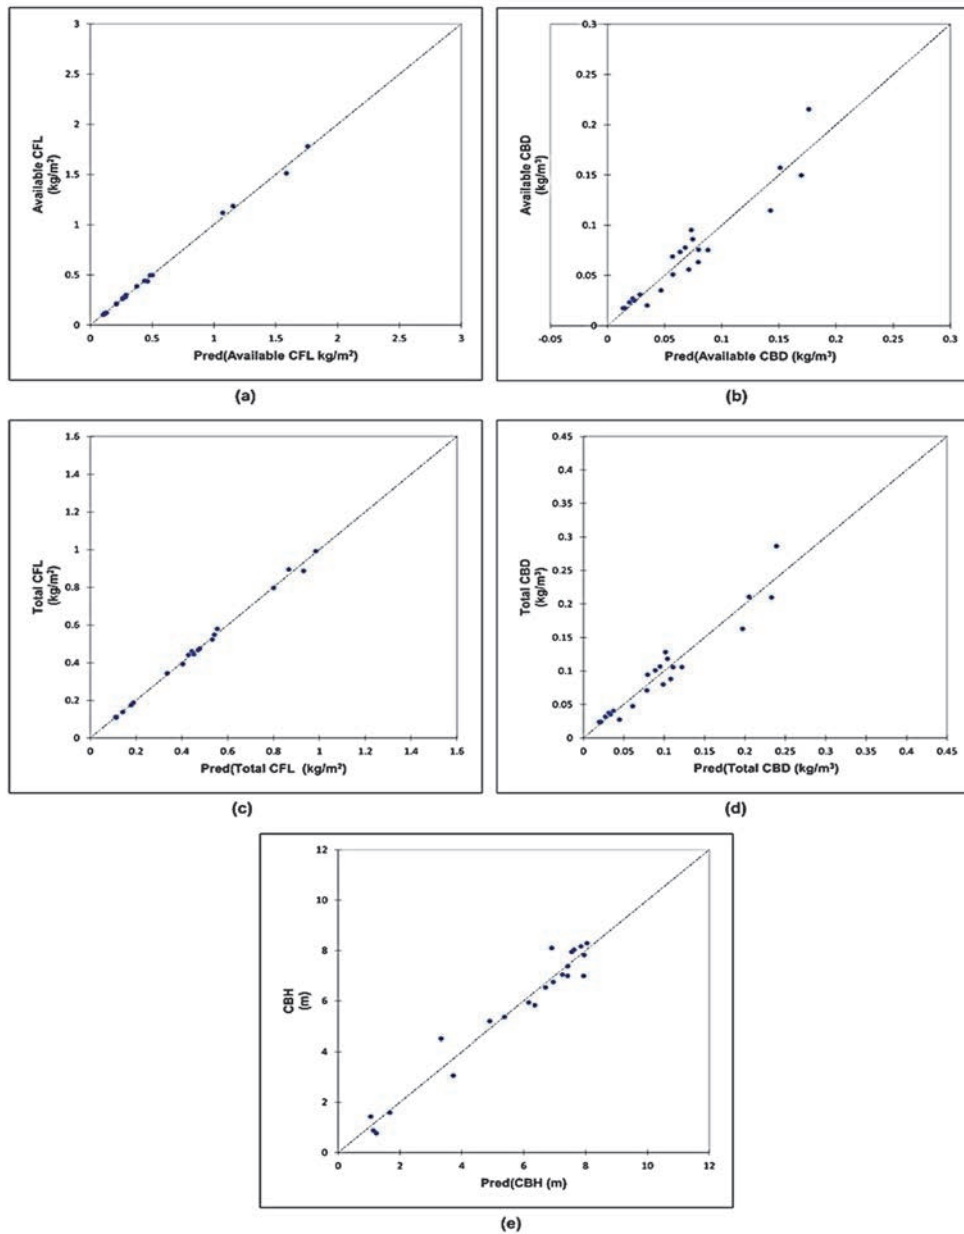 3
2.5
2
1.5
1
0.5
0
Available CFL
(kg/m²)
0 0.5 1 1.5 2 2.5 3
Pred(Available CFL kg/m²)
(a)
0.3
0.25
0.2
0.15
0.1
0.05
0
Available CBD
(kg/m³)
-0.05 0 0.05 0.1 0.15 0.2 0.25 0.3
Pred(Available CBD (kg/m³)
(b)
1.6
1.4
1.2
1
0.8
0.6
0.4
0.2
0
Total CFL
(kg/m²)
0 0.2 0.4 0.6 0.8 1 1.2 1.4 1.6
Pred(Total CFL (kg/m²)
(c)
0.45
0.4
0.35
0.3
0.25
0.2
0.15
0.1
0.05
0
Total CBD
(kg/m³)
0 0.05 0.1 0.15 0.2 0.25 0.3 0.35 0.4 0.45
Pred(Total CBD (kg/m³)
(d)
12
10
8
6
4
2
0
CBH
(m)
0 2 4 6 8 10 12
Pred(CBH (m)
(e)